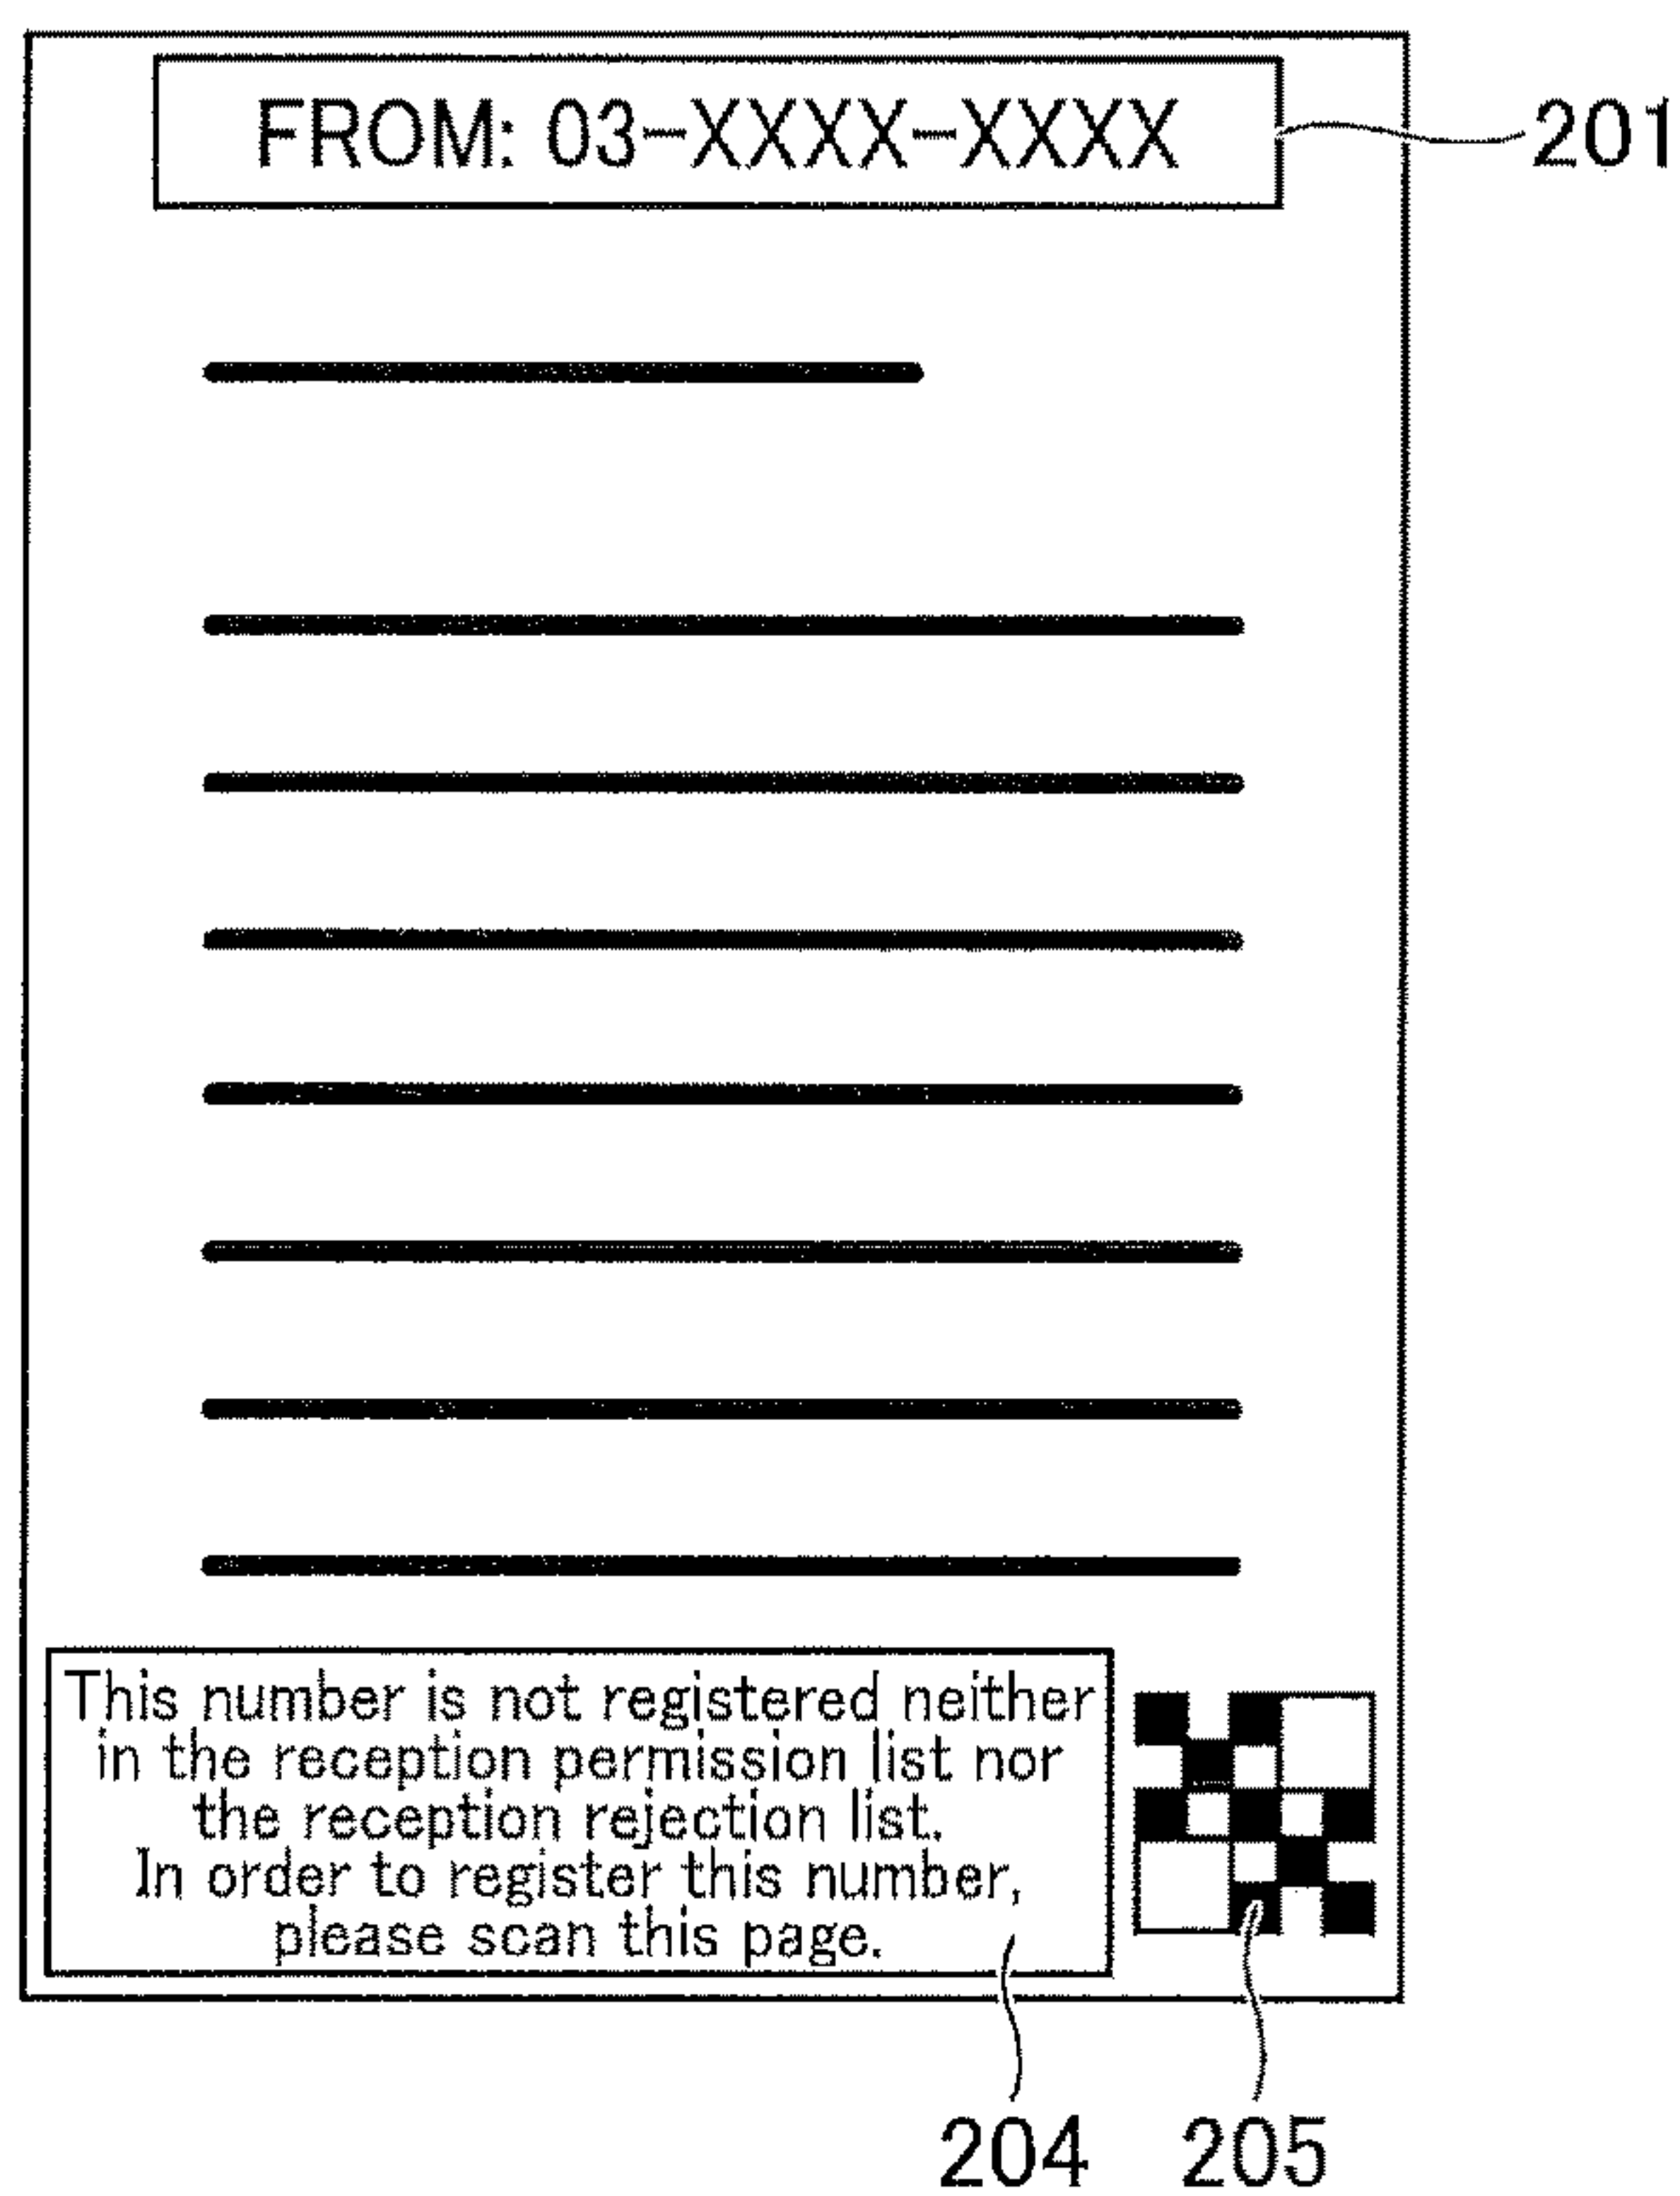 FROM: 03-XXXX-XXXX
201
This number is not registered neither
in the reception permission list nor
the reception rejection list.
In order to register this number,
please scan this page.
204
205